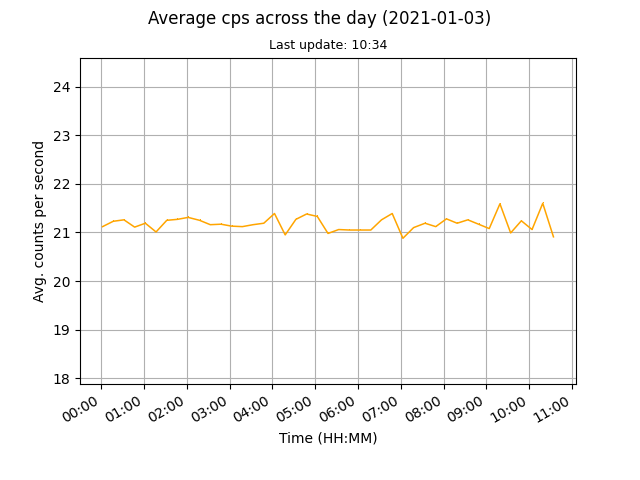 Average cps across the day (2021-01-03)
Last update: 10:34
Avg. counts per second
24
23
22
21
20
19
18
00:00 01:00 02:00 03:00 04:00 05:00 06:00 07:00 08:00 09:00 10:00 11:00
Time (HH:MM)